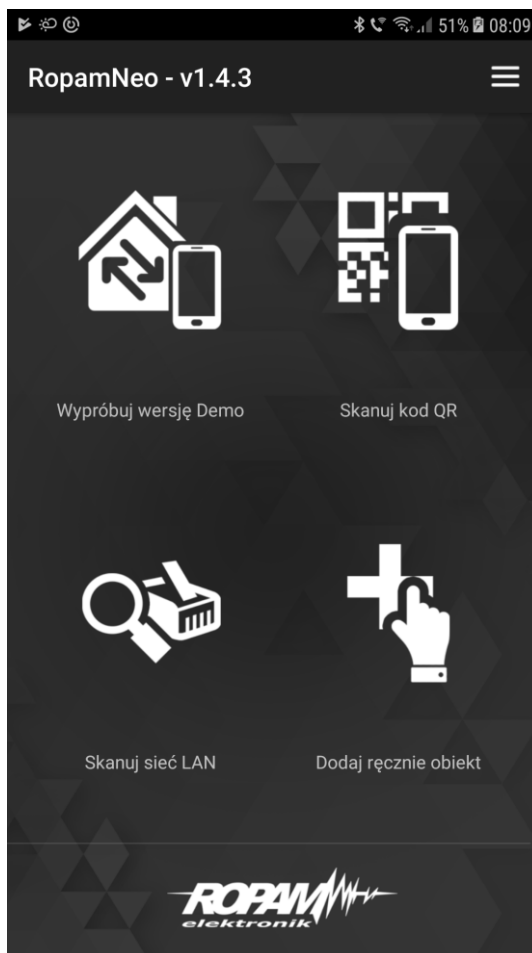 51% 08:09
RopamNeo - v1.4.3
Wypróbuj wersję Demo
Skanuj kod QR
Skanuj sieć LAN
Dodaj ręcznie obiekt
ROPAM
elektronik